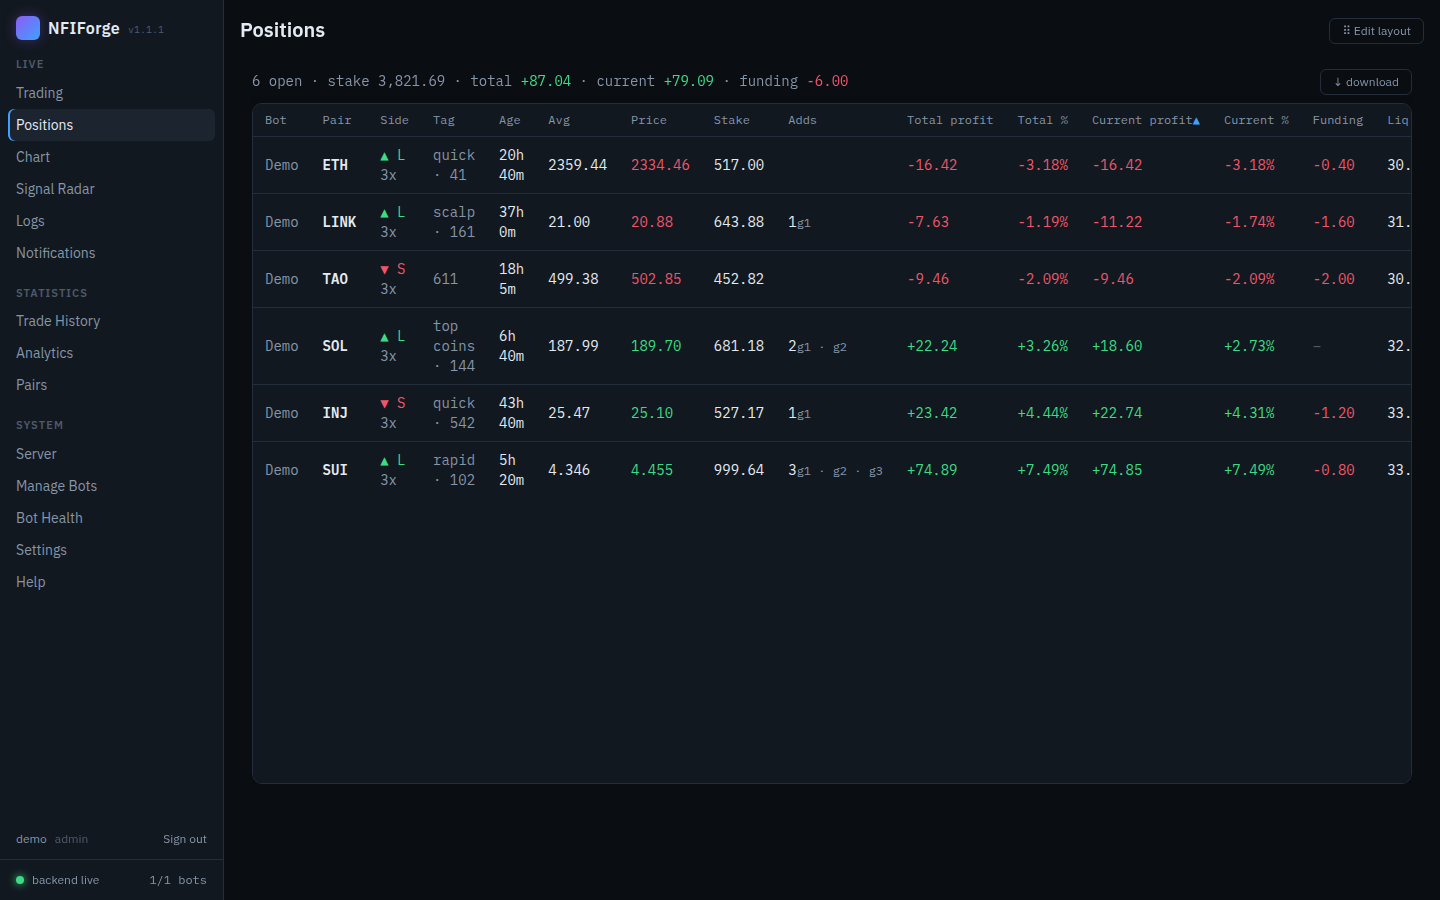 NFIForge v1.1.1
LIVE
Trading
Positions
Chart
Signal Radar
Logs
Notifications
STATISTICS
Trade History
Analytics
Pairs
SYSTEM
Server
Manage Bots
Bot Health
Settings
Help
demo admin Sign out
backend live 1/1 bots
Positions
⠿ Edit layout
6 open · stake 3,821.69 · total +87.04 · current +79.09 · funding -6.00
↓ download
Bot Pair Side Tag Age Avg Price Stake Adds Total profit Total % Current profit▲ Current % Funding Liq
Demo ETH ▲ L 3x quick · 41 20h 40m 2359.44 2334.46 517.00 -16.42 -3.18% -16.42 -3.18% -0.40 30.
Demo LINK ▲ L 3x scalp · 161 37h 0m 21.00 20.88 643.88 1g1 -7.63 -1.19% -11.22 -1.74% -1.60 31.
Demo TAO ▼ S 3x 611 18h 5m 499.38 502.85 452.82 -9.46 -2.09% -9.46 -2.09% -2.00 30.
Demo SOL ▲ L 3x top coins · 144 6h 40m 187.99 189.70 681.18 2g1 · g2 +22.24 +3.26% +18.60 +2.73% – 32.
Demo INJ ▼ S 3x quick · 542 43h 40m 25.47 25.10 527.17 1g1 +23.42 +4.44% +22.74 +4.31% -1.20 33.
Demo SUI ▲ L 3x rapid · 102 5h 20m 4.346 4.455 999.64 3g1 · g2 · g3 +74.89 +7.49% +74.85 +7.49% -0.80 33.